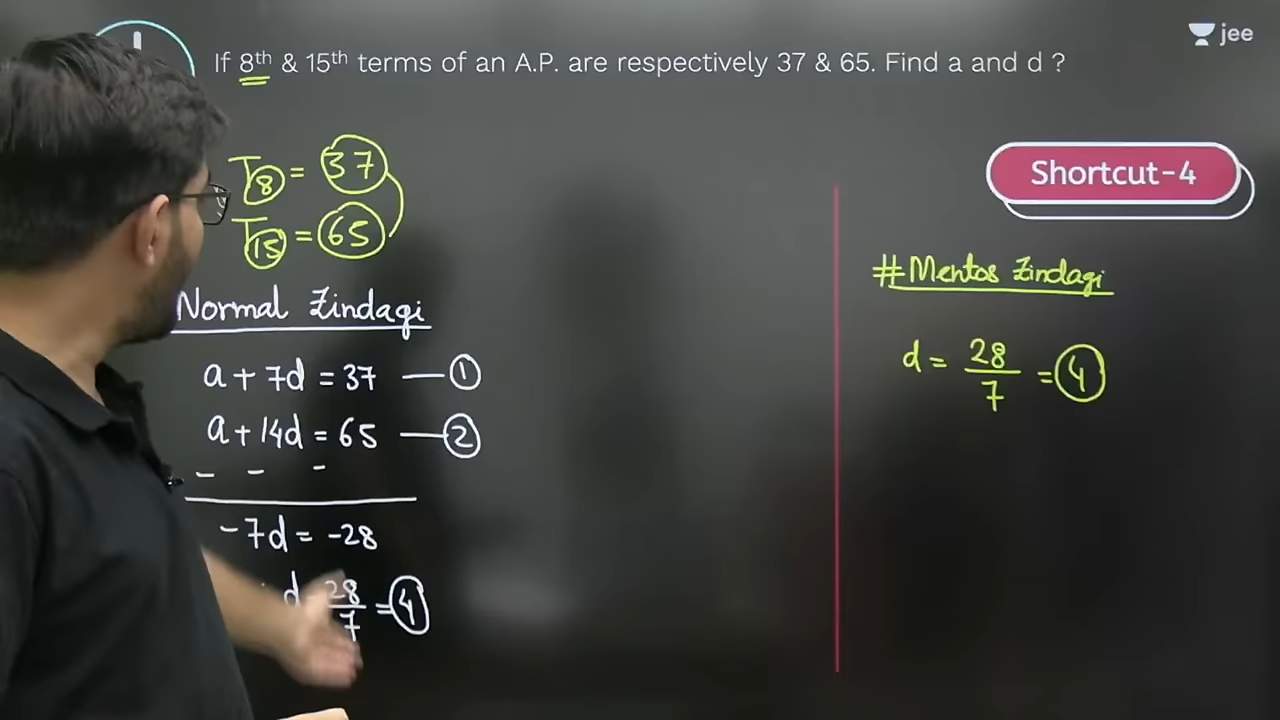 jee
If 8th & 15th terms of an A.P. are respectively 37 & 65. Find a and d ?
T8 = 37
T15 = 65
Normal Zindagi
a + 7d = 37 — 1
a + 14d = 65 — 2
- - -
-7d = -28
d 28/7 = 4
Shortcut-4
#Mentos Zindagi
d = 28/7 = 4